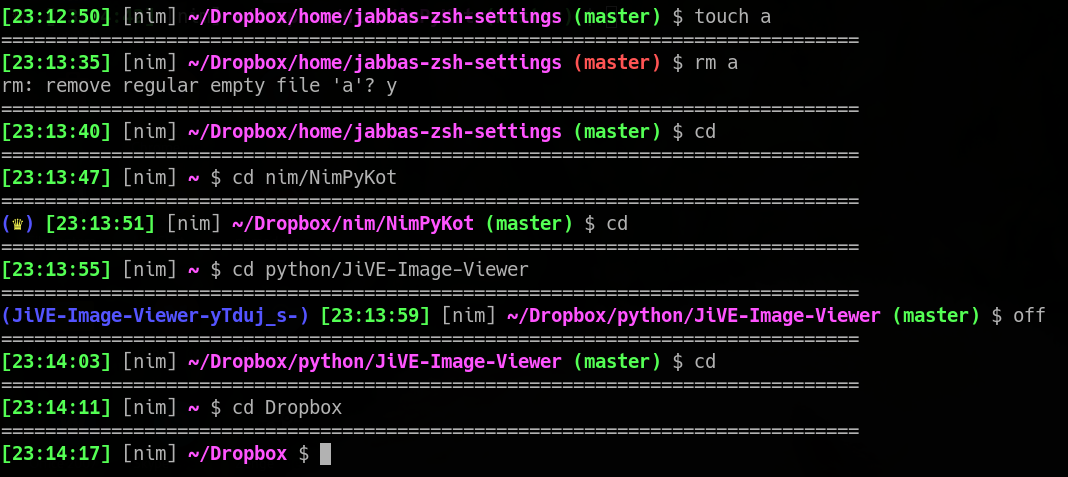 [23:12:50] [nim] ~/Dropbox/home/jabbas-zsh-settings (master) $ touch a
==============================================================================
[23:13:35] [nim] ~/Dropbox/home/jabbas-zsh-settings (master) $ rm a
rm: remove regular empty file 'a'? y
==============================================================================
[23:13:40] [nim] ~/Dropbox/home/jabbas-zsh-settings (master) $ cd
==============================================================================
[23:13:47] [nim] ~ $ cd nim/NimPyKot
==============================================================================
(♛) [23:13:51] [nim] ~/Dropbox/nim/NimPyKot (master) $ cd
==============================================================================
[23:13:55] [nim] ~ $ cd python/JiVE-Image-Viewer
==============================================================================
(JiVE-Image-Viewer-yTduj_s-) [23:13:59] [nim] ~/Dropbox/python/JiVE-Image-Viewer (master) $ off
==============================================================================
[23:14:03] [nim] ~/Dropbox/python/JiVE-Image-Viewer (master) $ cd
==============================================================================
[23:14:11] [nim] ~ $ cd Dropbox
==============================================================================
[23:14:17] [nim] ~/Dropbox $